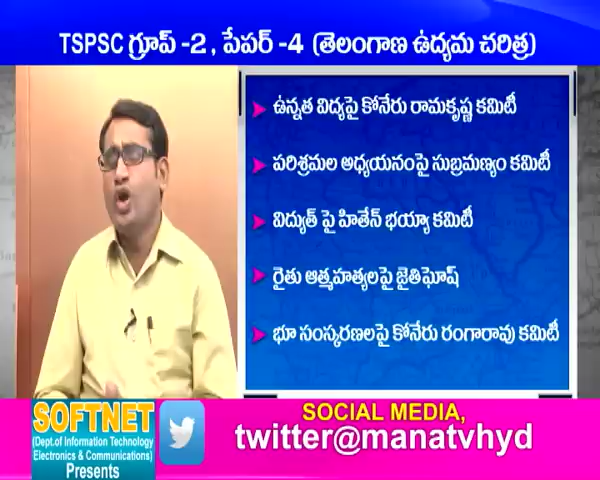 TSPSC గ్రూప్ -2, పేపర్ -4 (తెలంగాణ ఉద్యమ చరిత్ర)
ఉన్నత విద్యపై కోనేరు రామకృష్ణ కమిటీ
పరిశ్రమల అధ్యయనంపై సుబ్రమణ్యం కమిటీ
విద్యుత్ పై హితేన్ భయ్యా కమిటీ
రైతు ఆత్మహత్యలపై జైతిఘోష్
భూ సంస్కరణలపై కోనేరు రంగారావు కమిటీ
SOFTNET
(Dept.of Information Technology
Electronics & Communications)
Presents
SOCIAL MEDIA,
twitter@manatvhyd